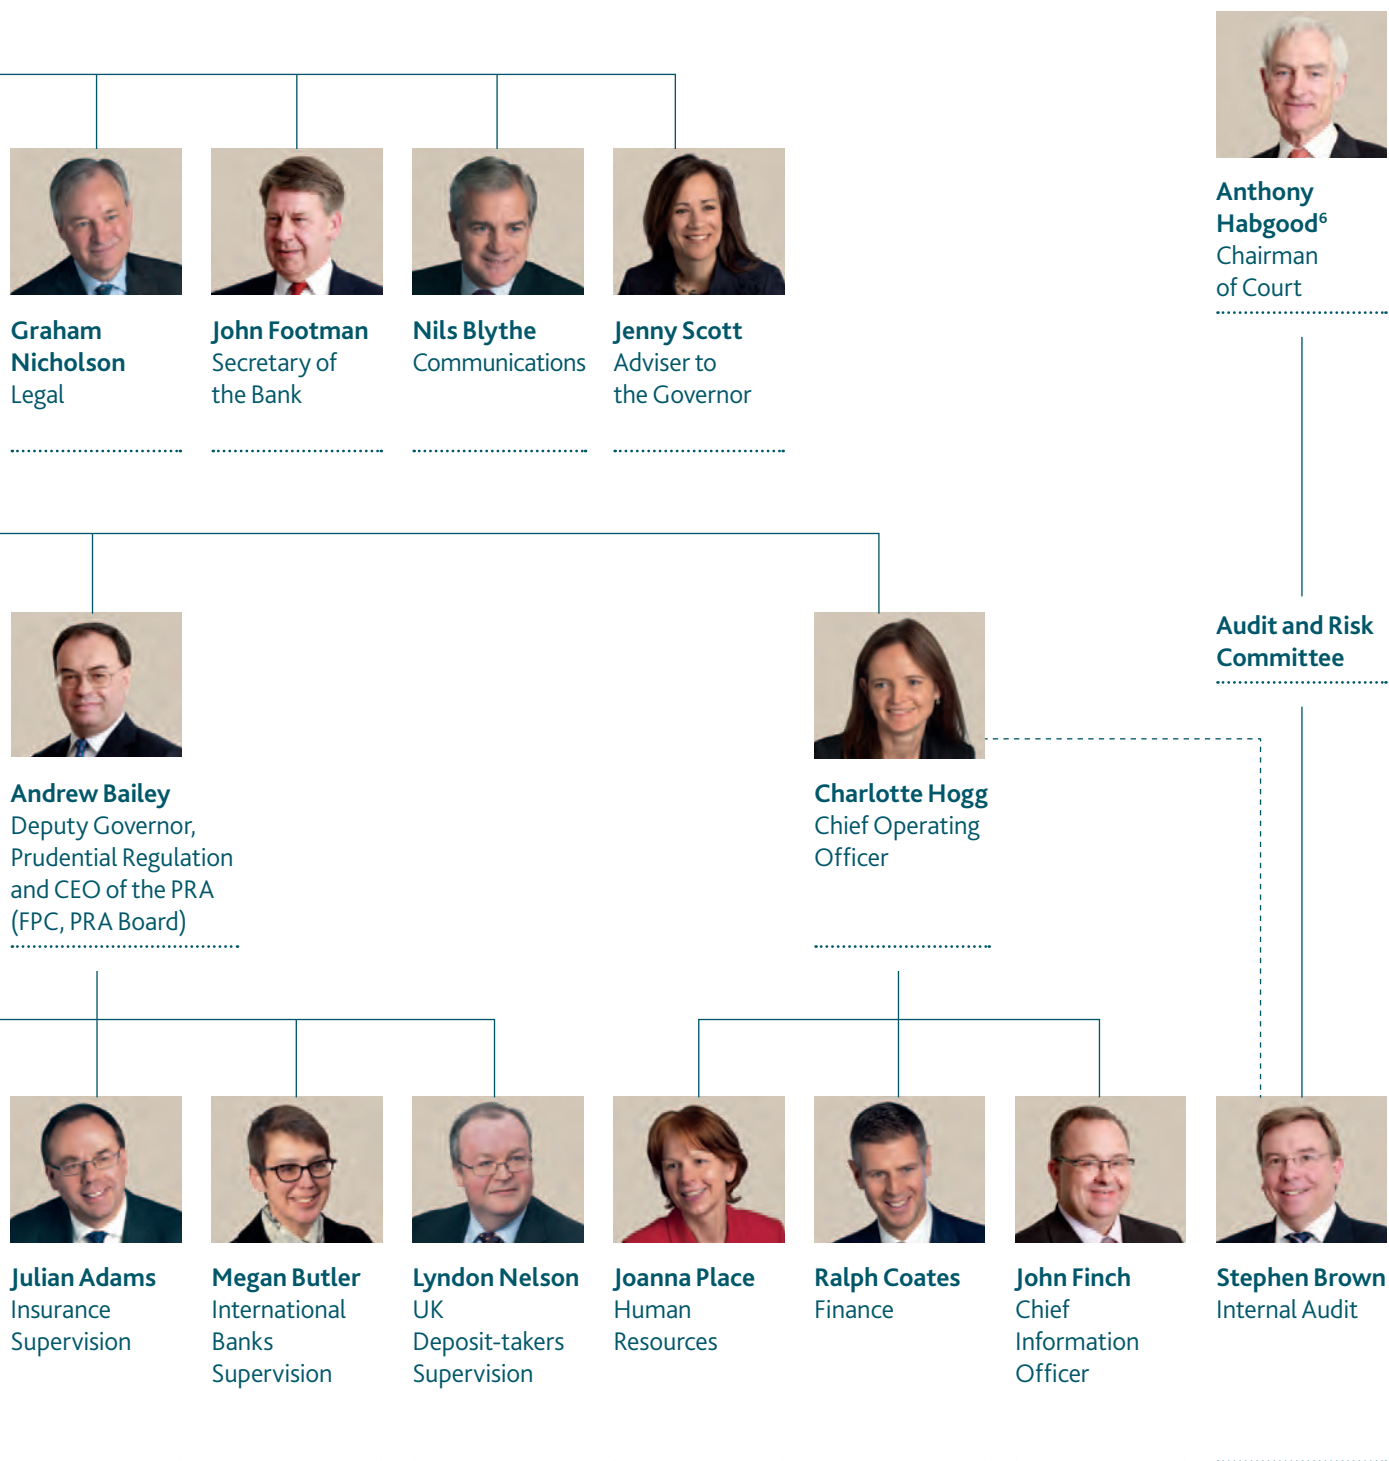 Anthony
Habgood6
Chairman
of Court
Graham
Nicholson
Legal
John Footman
Secretary of
the Bank
Nils Blythe
Communications
Jenny Scott
Adviser to
the Governor
Audit and Risk
Committee
Andrew Bailey
Deputy Governor,
Prudential Regulation
and CEO of the PRA
(FPC, PRA Board)
Charlotte Hogg
Chief Operating
Officer
Julian Adams
Insurance
Supervision
Megan Butler
International
Banks
Supervision
Lyndon Nelson
UK
Deposit-takers
Supervision
Joanna Place
Human
Resources
Ralph Coates
Finance
John Finch
Chief
Information
Officer
Stephen Brown
Internal Audit